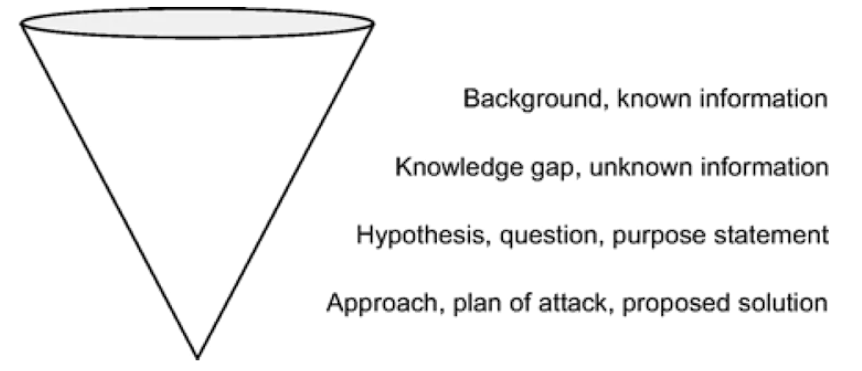 Background, known information
Knowledge gap, unknown information
Hypothesis, question, purpose statement
Approach, plan of attack, proposed solution